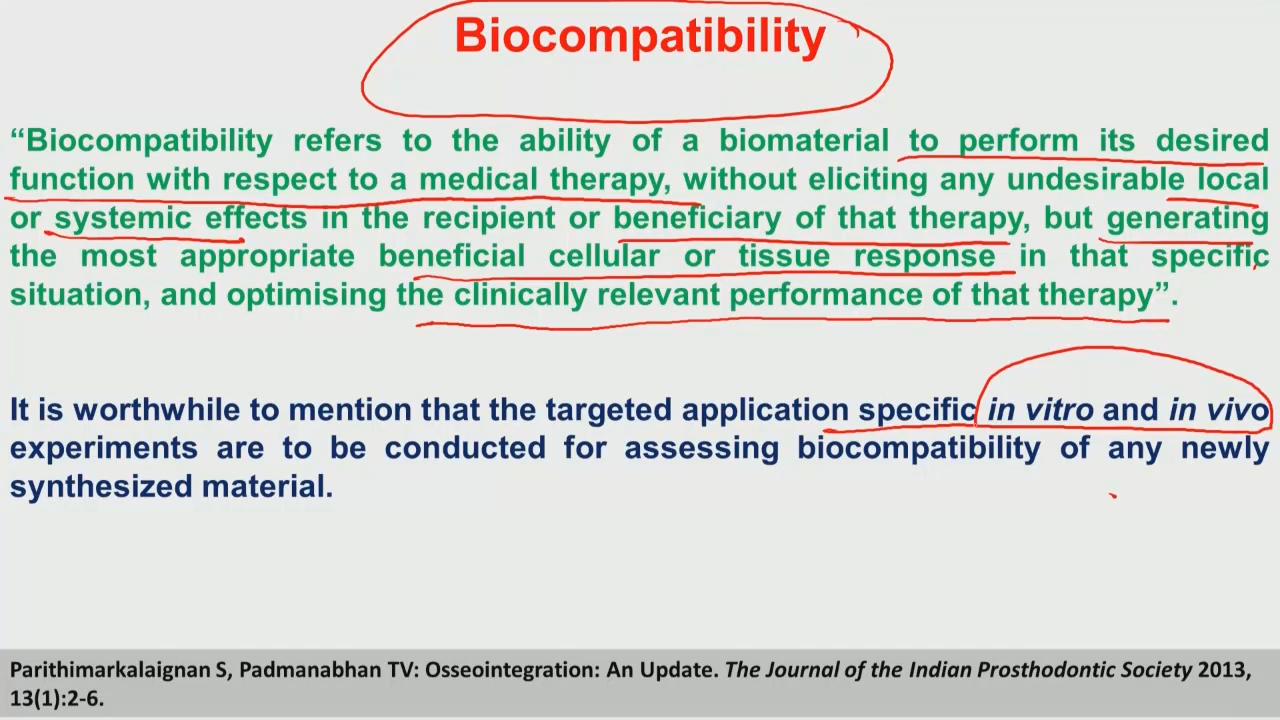 Biocompatibility
“Biocompatibility refers to the ability of a biomaterial to perform its desired
function with respect to a medical therapy, without eliciting any undesirable local
or systemic effects in the recipient or beneficiary of that therapy, but generating
the most appropriate beneficial cellular or tissue response in that specific
situation, and optimising the clinically relevant performance of that therapy”.
It is worthwhile to mention that the targeted application specific in vitro and in vivo
experiments are to be conducted for assessing biocompatibility of any newly
synthesized material.
Parithimarkalaignan S, Padmanabhan TV: Osseointegration: An Update. The Journal of the Indian Prosthodontic Society 2013,
13(1):2-6.